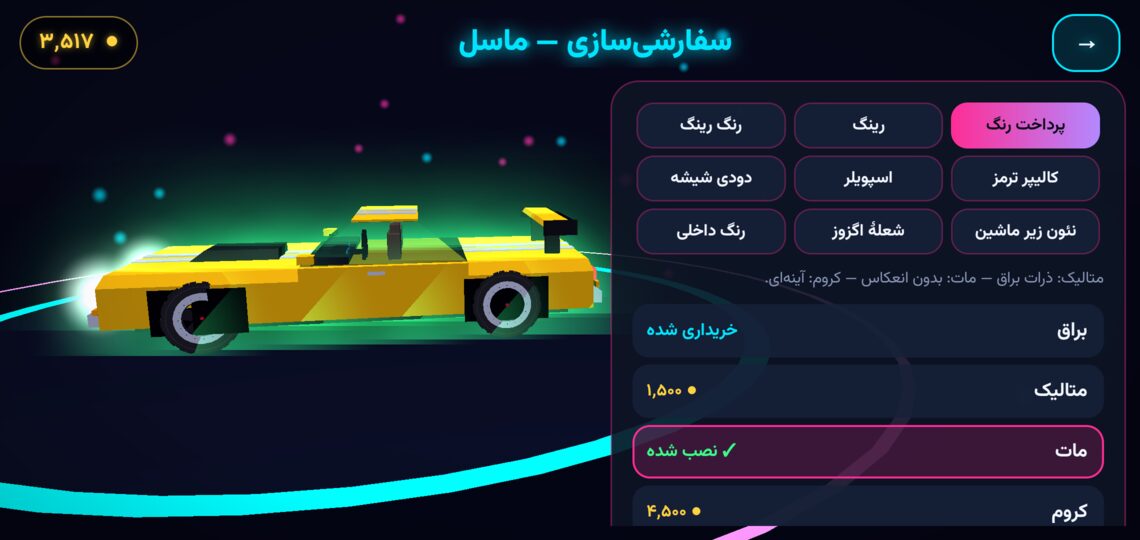 →
سفارشی‌سازی — ماسل
۳,۵۱۷
پرداخت رنگ
رینگ
رنگ رینگ
کالیپر ترمز
اسپویلر
دودی شیشه
نئون زیر ماشین
شعلهٔ اگزوز
رنگ داخلی
متالیک: ذرات براق — مات: بدون انعکاس — کروم: آینه‌ای.
براق
خریداری شده
متالیک
۱,۵۰۰
مات
✓ نصب شده
کروم
۴,۵۰۰